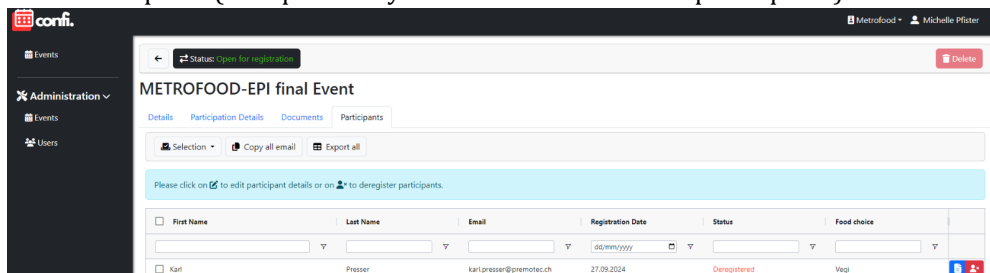 confi.
Metrofood
Michelle Pfister
Events
Status: Open for registration
Delete
Administration
METROFOOD-EPI final Event
Events
Details Participation Details Documents Participants
Users
Selection Copy all email Export all
Please click on to edit participant details or on to deregister participants.
First Name Last Name Email Registration Date Status Food choice
dd/mm/yyyy
Karl Presser karl.presser@premotec.ch 27.09.2024 Deregistered Vegi